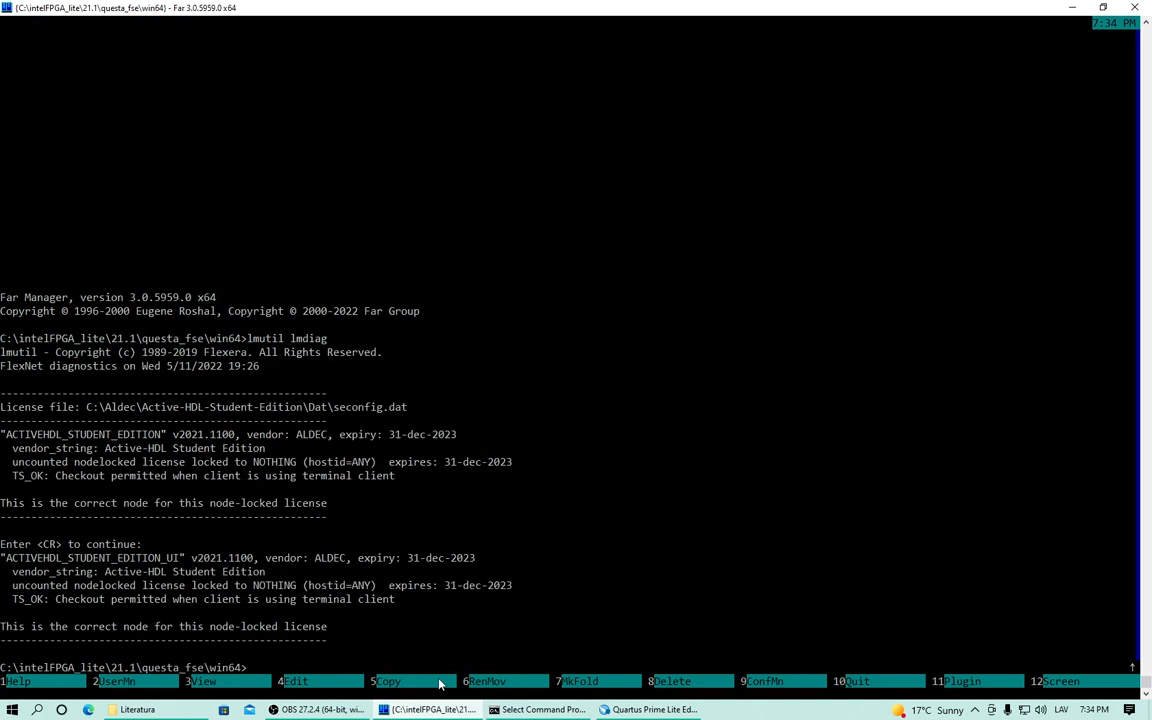 {C:\intelFPGA_lite\21.1\questa_fse\win64} - Far 3.0.5959.0 x64
7:34 PM
Far Manager, version 3.0.5959.0 x64
Copyright © 1996-2000 Eugene Roshal, Copyright © 2000-2022 Far Group
C:\intelFPGA_lite\21.1\questa_fse\win64>lmutil lmdiag
lmutil - Copyright (c) 1989-2019 Flexera. All Rights Reserved.
FlexNet diagnostics on Wed 5/11/2022 19:26
-----------------------------------------------------
License file: C:\Aldec\Active-HDL-Student-Edition\Dat\seconfig.dat
-----------------------------------------------------
"ACTIVEHDL_STUDENT_EDITION" v2021.1100, vendor: ALDEC, expiry: 31-dec-2023
vendor_string: Active-HDL Student Edition
uncounted nodelocked license locked to NOTHING (hostid=ANY)  expires: 31-dec-2023
TS_OK: Checkout permitted when client is using terminal client
This is the correct node for this node-locked license
-----------------------------------------------------
Enter <CR> to continue:
"ACTIVEHDL_STUDENT_EDITION_UI" v2021.1100, vendor: ALDEC, expiry: 31-dec-2023
vendor_string: Active-HDL Student Edition
uncounted nodelocked license locked to NOTHING (hostid=ANY)  expires: 31-dec-2023
TS_OK: Checkout permitted when client is using terminal client
This is the correct node for this node-locked license
-----------------------------------------------------
C:\intelFPGA_lite\21.1\questa_fse\win64>
1Help 2UserMn 3View 4Edit 5Copy 6RenMov 7MkFold 8Delete 9ConfMn 10Quit 11Plugin 12Screen
Literatura OBS 27.2.4 (64-bit, wi... {C:\intelFPGA_lite\21.... Select Command Pro... Quartus Prime Lite Ed... 17°C Sunny LAV 7:34 PM